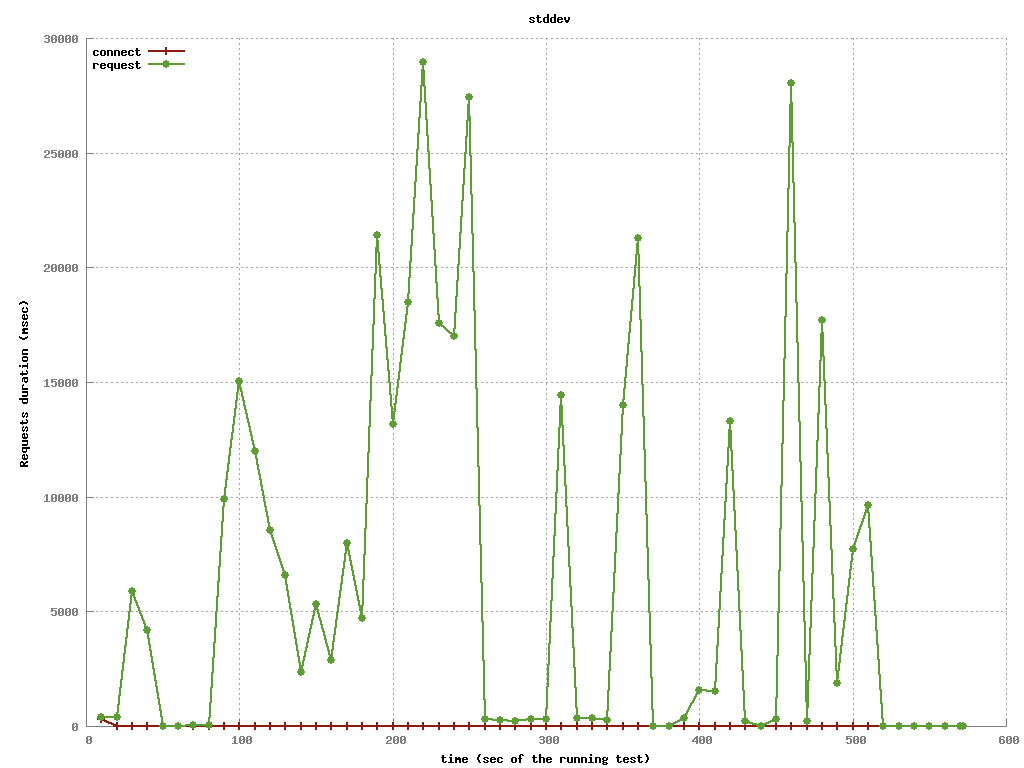 stddev
connect
request
30000
25000
20000
15000
10000
5000
0
Requests duration (msec)
0 100 200 300 400 500 600
time (sec of the running test)